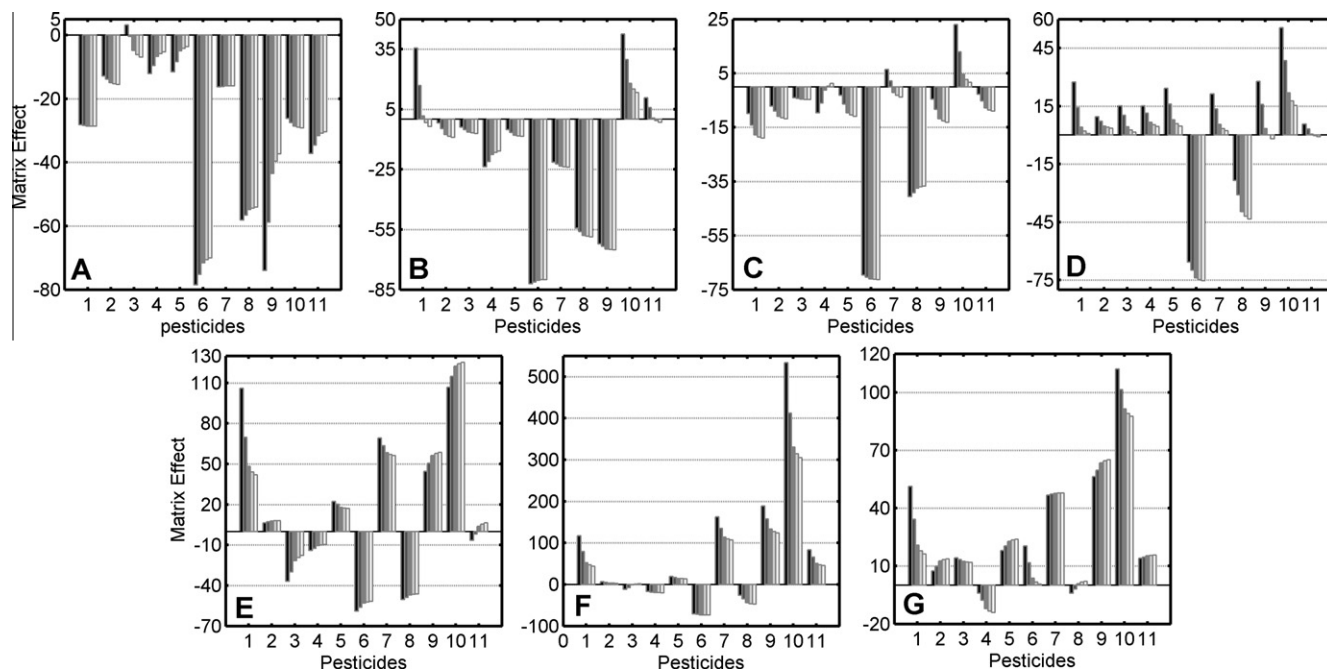 Matrix Effect
5
0
-20
-40
-60
-80
A
1 2 3 4 5 6 7 8 9 10 11
pesticides
50
35
5
-25
-55
-85
B
1 2 3 4 5 6 7 8 9 10 11
Pesticides
25
5
-15
-35
-55
-75
C
1 2 3 4 5 6 7 8 9 10 11
Pesticides
60
45
15
-15
-45
-75
D
1 2 3 4 5 6 7 8 9 10 11
Pesticides
Matrix Effect
130
110
80
50
20
-10
-40
-70
E
1 2 3 4 5 6 7 8 9 10 11
Pesticides
500
400
300
200
100
0
-100
F
0 1 2 3 4 5 6 7 8 9 10 11
Pesticides
120
100
70
40
10
-20
G
1 2 3 4 5 6 7 8 9 10 11
Pesticides